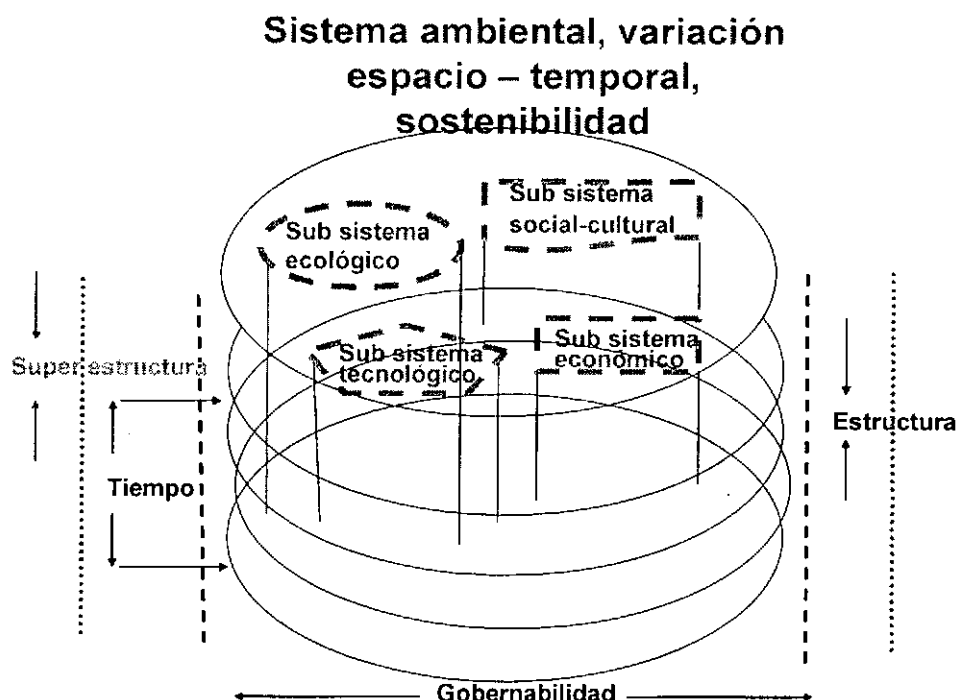 Sistema ambiental, variación
espacio – temporal,
sostenibilidad
Sub sistema
ecológico
Sub sistema
social-cultural
Sub sistema
tecnológico
Sub sistema
económico
Superestructura
Estructura
Tiempo
Gobernabilidad